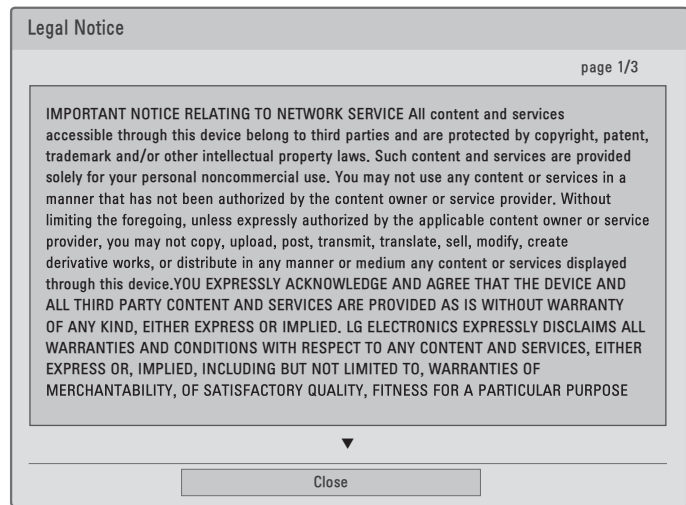 Legal Notice
page 1/3
IMPORTANT NOTICE RELATING TO NETWORK SERVICE All content and services
accessible through this device belong to third parties and are protected by copyright, patent,
trademark and/or other intellectual property laws. Such content and services are provided
solely for your personal noncommercial use. You may not use any content or services in a
manner that has not been authorized by the content owner or service provider. Without
limiting the foregoing, unless expressly authorized by the applicable content owner or service
provider, you may not copy, upload, post, transmit, translate, sell, modify, create
derivative works, or distribute in any manner or medium any content or services displayed
through this device.YOU EXPRESSLY ACKNOWLEDGE AND AGREE THAT THE DEVICE AND
ALL THIRD PARTY CONTENT AND SERVICES ARE PROVIDED AS IS WITHOUT WARRANTY
OF ANY KIND, EITHER EXPRESS OR IMPLIED. LG ELECTRONICS EXPRESSLY DISCLAIMS ALL
WARRANTIES AND CONDITIONS WITH RESPECT TO ANY CONTENT AND SERVICES, EITHER
EXPRESS OR, IMPLIED, INCLUDING BUT NOT LIMITED TO, WARRANTIES OF
MERCHANTABILITY, OF SATISFACTORY QUALITY, FITNESS FOR A PARTICULAR PURPOSE
▼
Close